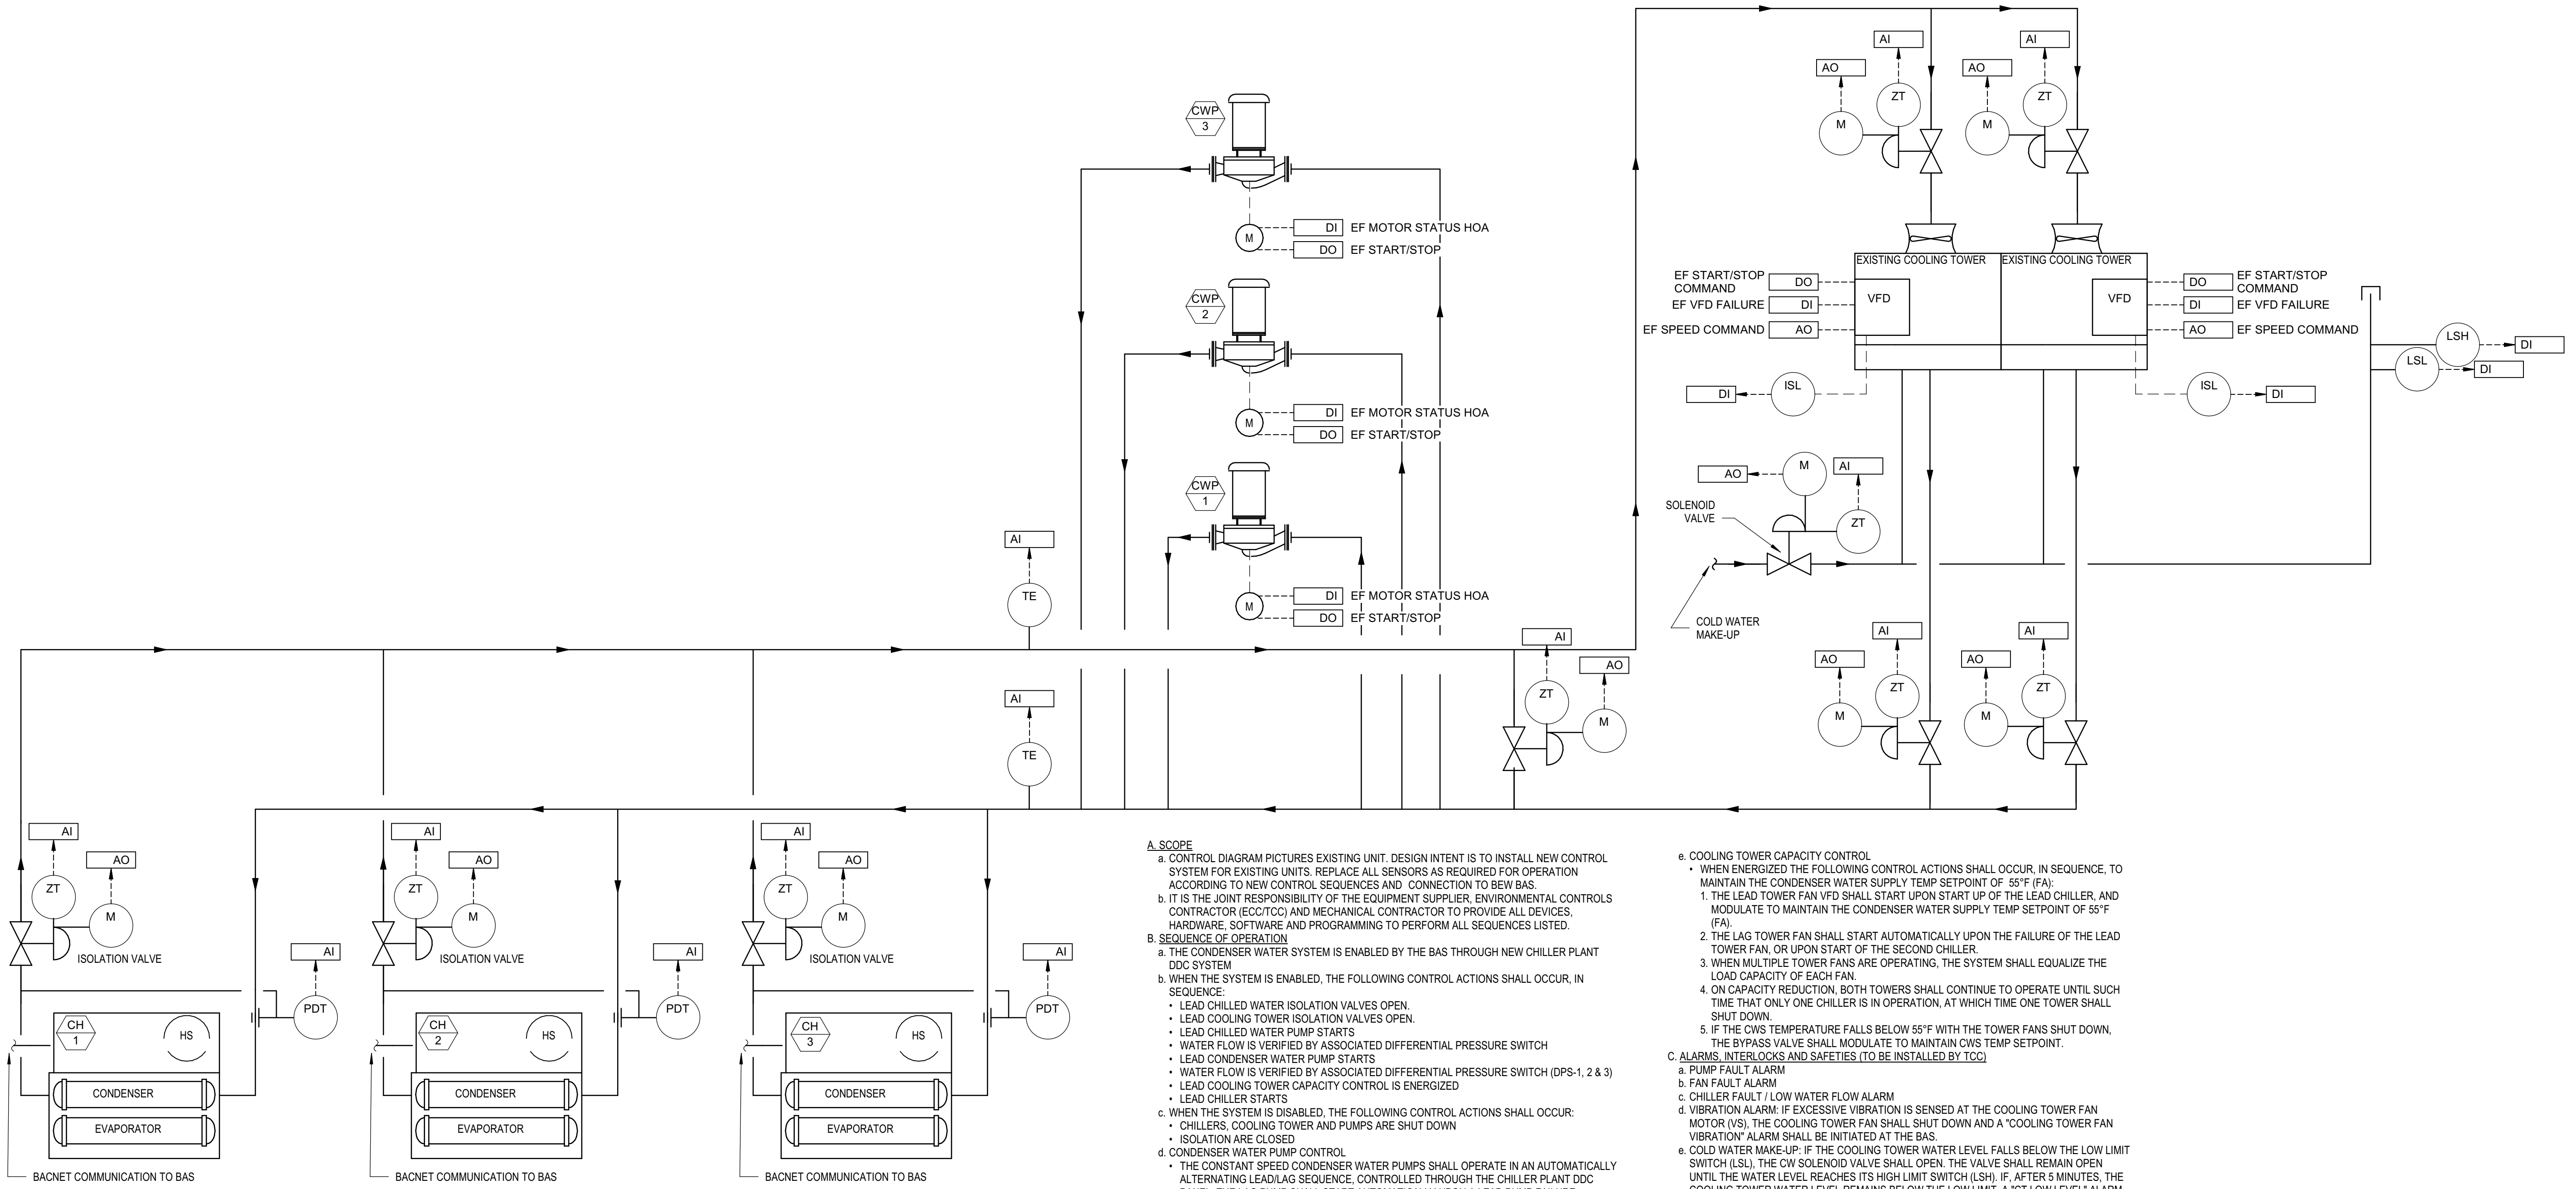 AI
AI
AO
AO
ZT
ZT
M
M
CWP
3
DI EF MOTOR STATUS HOA
M
DO EF START/STOP
EXISTING COOLING TOWER
EXISTING COOLING TOWER
EF START/STOP
COMMAND
DO
EF VFD FAILURE DI
EF SPEED COMMAND AO
VFD
VFD
DO EF START/STOP
COMMAND
DI EF VFD FAILURE
AO EF SPEED COMMAND
LSH
DI
LSL
DI
DI
ISL
ISL
DI
CWP
2
DI EF MOTOR STATUS HOA
M
DO EF START/STOP
CWP
1
DI EF MOTOR STATUS HOA
M
DO EF START/STOP
AO
M
AI
ZT
SOLENOID
VALVE
COLD WATER
MAKE-UP
AI
TE
AI
TE
AI
AO
ZT
M
AI
AI
AO
AO
ZT
ZT
M
M
AI
AO
ZT
M
ISOLATION VALVE
AI
PDT
CH
1
HS
CONDENSER
EVAPORATOR
BACNET COMMUNICATION TO BAS
AI
AO
ZT
M
ISOLATION VALVE
AI
PDT
CH
2
HS
CONDENSER
EVAPORATOR
BACNET COMMUNICATION TO BAS
AI
AO
ZT
M
ISOLATION VALVE
AI
PDT
CH
3
HS
CONDENSER
EVAPORATOR
BACNET COMMUNICATION TO BAS
A. SCOPE
a. CONTROL DIAGRAM PICTURES EXISTING UNIT. DESIGN INTENT IS TO INSTALL NEW CONTROL
SYSTEM FOR EXISTING UNITS. REPLACE ALL SENSORS AS REQUIRED FOR OPERATION
ACCORDING TO NEW CONTROL SEQUENCES AND CONNECTION TO BEW BAS.
b. IT IS THE JOINT RESPONSIBILITY OF THE EQUIPMENT SUPPLIER, ENVIRONMENTAL CONTROLS
CONTRACTOR (ECC/TCC) AND MECHANICAL CONTRACTOR TO PROVIDE ALL DEVICES,
HARDWARE, SOFTWARE AND PROGRAMMING TO PERFORM ALL SEQUENCES LISTED.
B. SEQUENCE OF OPERATION
a. THE CONDENSER WATER SYSTEM IS ENABLED BY THE BAS THROUGH NEW CHILLER PLANT
DDC SYSTEM
b. WHEN THE SYSTEM IS ENABLED, THE FOLLOWING CONTROL ACTIONS SHALL OCCUR, IN
SEQUENCE:
• LEAD CHILLED WATER ISOLATION VALVES OPEN.
• LEAD COOLING TOWER ISOLATION VALVES OPEN.
• LEAD CHILLED WATER PUMP STARTS
• WATER FLOW IS VERIFIED BY ASSOCIATED DIFFERENTIAL PRESSURE SWITCH
• LEAD CONDENSER WATER PUMP STARTS
• WATER FLOW IS VERIFIED BY ASSOCIATED DIFFERENTIAL PRESSURE SWITCH (DPS-1, 2 & 3)
• LEAD COOLING TOWER CAPACITY CONTROL IS ENERGIZED
• LEAD CHILLER STARTS
c. WHEN THE SYSTEM IS DISABLED, THE FOLLOWING CONTROL ACTIONS SHALL OCCUR:
• CHILLERS, COOLING TOWER AND PUMPS ARE SHUT DOWN
• ISOLATION ARE CLOSED
d. CONDENSER WATER PUMP CONTROL
• THE CONSTANT SPEED CONDENSER WATER PUMPS SHALL OPERATE IN AN AUTOMATICALLY
ALTERNATING LEAD/LAG SEQUENCE, CONTROLLED THROUGH THE CHILLER PLANT DDC
e. COOLING TOWER CAPACITY CONTROL
• WHEN ENERGIZED THE FOLLOWING CONTROL ACTIONS SHALL OCCUR, IN SEQUENCE, TO
MAINTAIN THE CONDENSER WATER SUPPLY TEMP SETPOINT OF 55°F (FA):
1. THE LEAD TOWER FAN VFD SHALL START UPON START UP OF THE LEAD CHILLER, AND
MODULATE TO MAINTAIN THE CONDENSER WATER SUPPLY TEMP SETPOINT OF 55°F
(FA).
2. THE LAG TOWER FAN SHALL START AUTOMATICALLY UPON THE FAILURE OF THE LEAD
TOWER FAN, OR UPON START OF THE SECOND CHILLER.
3. WHEN MULTIPLE TOWER FANS ARE OPERATING, THE SYSTEM SHALL EQUALIZE THE
LOAD CAPACITY OF EACH FAN.
4. ON CAPACITY REDUCTION, BOTH TOWERS SHALL CONTINUE TO OPERATE UNTIL SUCH
TIME THAT ONLY ONE CHILLER IS IN OPERATION, AT WHICH TIME ONE TOWER SHALL
SHUT DOWN.
5. IF THE CWS TEMPERATURE FALLS BELOW 55°F WITH THE TOWER FANS SHUT DOWN,
THE BYPASS VALVE SHALL MODULATE TO MAINTAIN CWS TEMP SETPOINT.
C. ALARMS, INTERLOCKS AND SAFETIES (TO BE INSTALLED BY TCC)
a. PUMP FAULT ALARM
b. FAN FAULT ALARM
c. CHILLER FAULT / LOW WATER FLOW ALARM
d. VIBRATION ALARM: IF EXCESSIVE VIBRATION IS SENSED AT THE COOLING TOWER FAN
MOTOR (VS), THE COOLING TOWER FAN SHALL SHUT DOWN AND A "COOLING TOWER FAN
VIBRATION" ALARM SHALL BE INITIATED AT THE BAS.
e. COLD WATER MAKE-UP: IF THE COOLING TOWER WATER LEVEL FALLS BELOW THE LOW LIMIT
SWITCH (LSL), THE CW SOLENOID VALVE SHALL OPEN. THE VALVE SHALL REMAIN OPEN
UNTIL THE WATER LEVEL REACHES ITS HIGH LIMIT SWITCH (LSH). IF, AFTER 5 MINUTES, THE
COOLING TOWER WATER LEVEL REMAINS BELOW THE LOW LIMIT, A "CT LOW LEVEL" ALARM